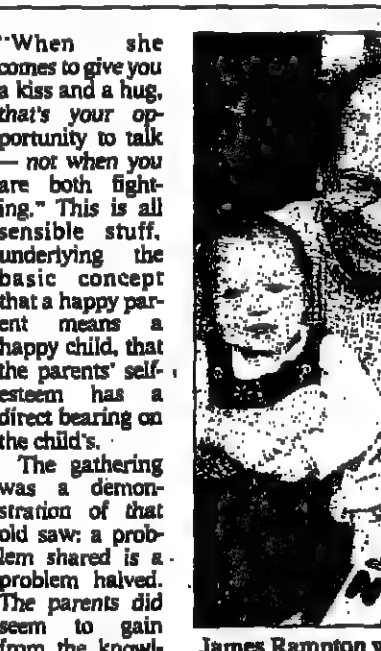 "When she
comes to give you
a kiss and a hug,
that's your op-
portunity to talk
— not when you
are both fight-
ing." This is all
sensible stuff,
underlying the
basic concept
that a happy par-
ent means a
happy child, that
the parents' self-
esteem has a
direct bearing on
the child's.
The gathering
was a demon-
stration of that
old saw: a prob-
lem shared is a
problem halved.
The parents did
seem to gain
from the knowl-
James Rampton